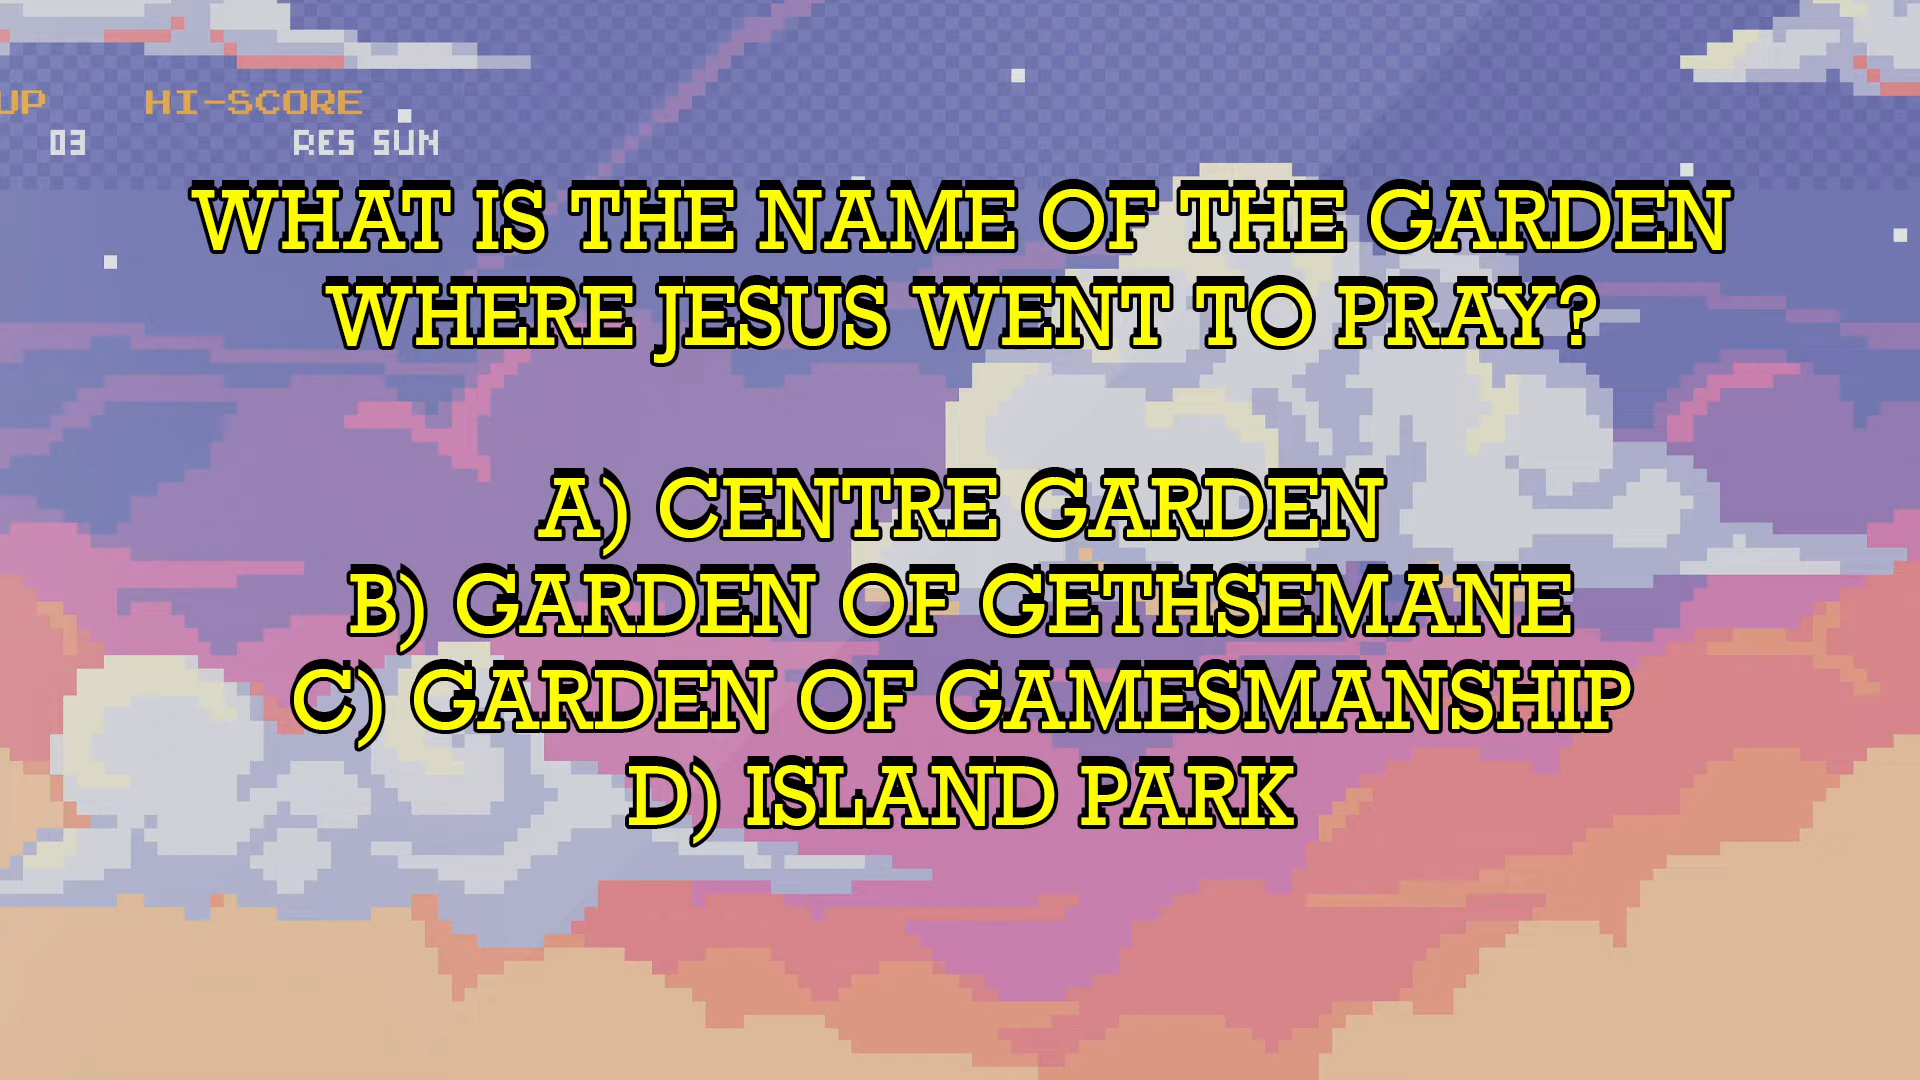 UP HI-SCORE
03 RES SUN
WHAT IS THE NAME OF THE GARDEN
WHERE JESUS WENT TO PRAY?
A) CENTRE GARDEN
B) GARDEN OF GETHSEMANE
C) GARDEN OF GAMESMANSHIP
D) ISLAND PARK